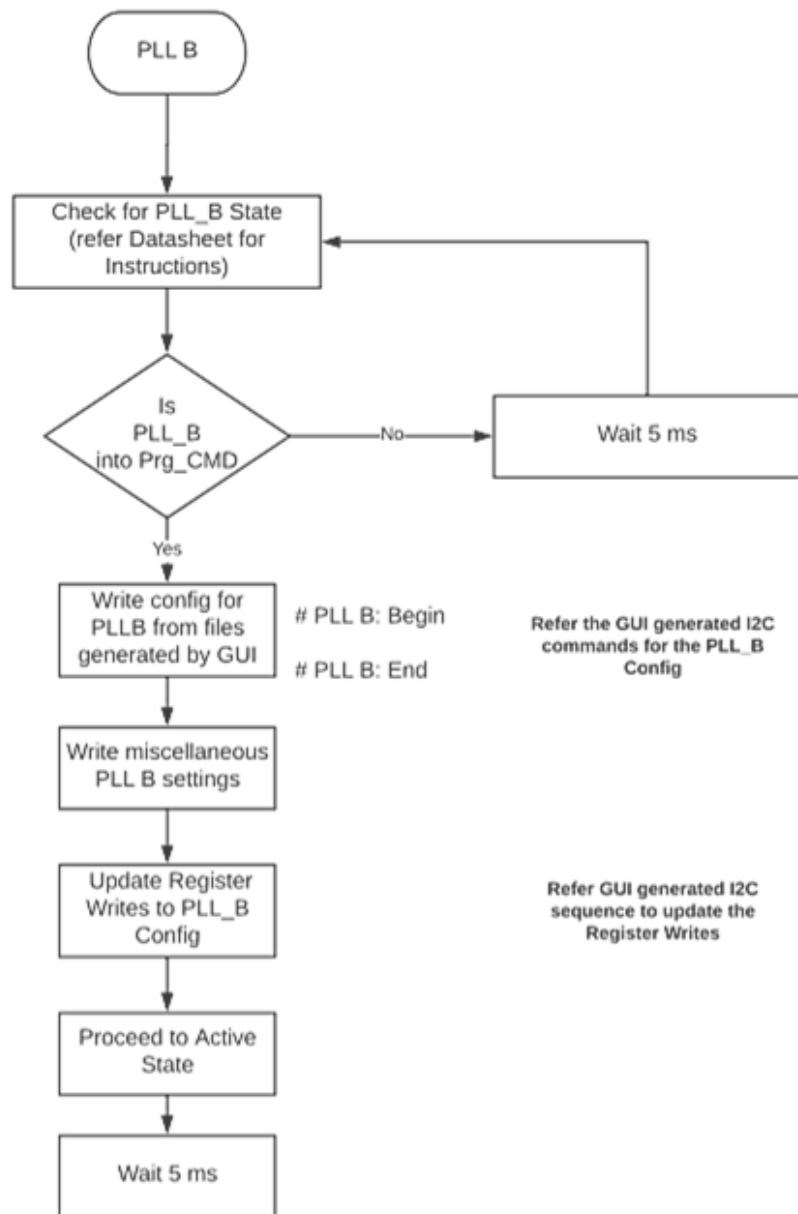 PLL B
Check for PLL_B State
(refer Datasheet for
Instructions)
Is
PLL_B
into Prg_CMD
No
Wait 5 ms
Yes
Write config for
PLLB from files
generated by GUI
# PLL B: Begin
# PLL B: End
Refer the GUI generated I2C
commands for the PLL_B
Config
Write miscellaneous
PLL B settings
Update Register
Writes to PLL_B
Config
Refer GUI generated I2C
sequence to update the
Register Writes
Proceed to Active
State
Wait 5 ms